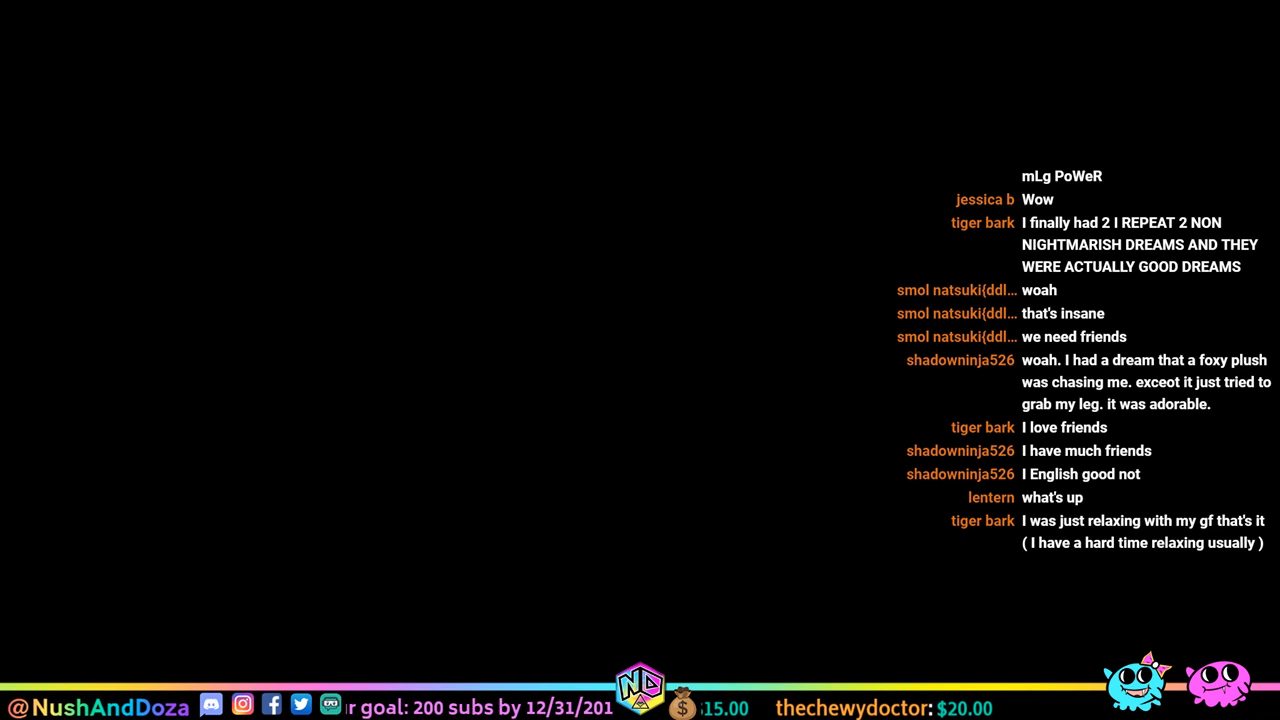 mLg PoWeR
jessica b Wow
tiger bark I finally had 2 I REPEAT 2 NON
NIGHTMARISH DREAMS AND THEY
WERE ACTUALLY GOOD DREAMS
smol natsuki{ddl... woah
smol natsuki{ddl... that's insane
smol natsuki{ddl... we need friends
shadowninja526 woah. I had a dream that a foxy plush
was chasing me. exceot it just tried to
grab my leg. it was adorable.
tiger bark I love friends
shadowninja526 I have much friends
shadowninja526 I English good not
lentern what's up
tiger bark I was just relaxing with my gf that's it
( I have a hard time relaxing usually )
@NushAndoza r goal: 200 subs by 12/31/201 ND $15.00 thechewydoctor: $20.00